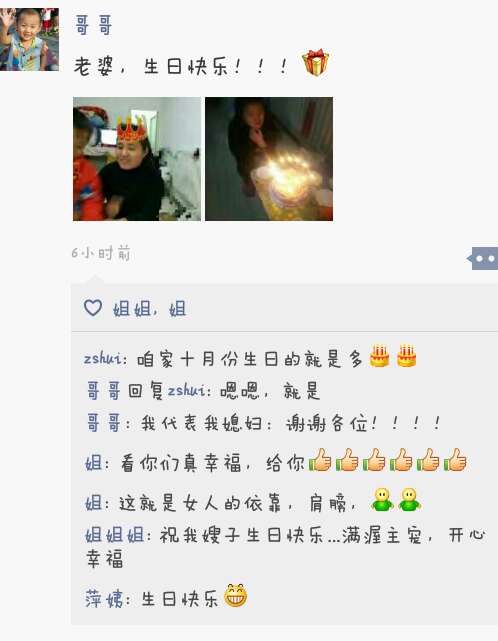 哥哥
老婆，生日快乐！！！
6小时前
姐姐，姐
zshui: 咱家十月份生日的就是多
哥哥回复zshui: 嗯嗯，就是
哥哥: 我代表我媳妇：谢谢各位！！！！
姐: 看你们真幸福，给你
姐: 这就是女人的依靠，肩膀，
姐姐姐: 祝我嫂子生日快乐...满渥主宠，开心
幸福
萍姨: 生日快乐